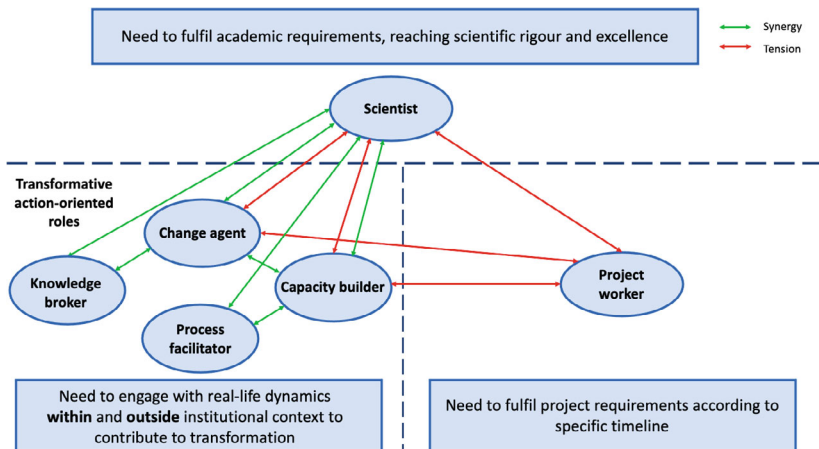 Need to fulfil academic requirements, reaching scientific rigour and excellence
Synergy
Tension
Scientist
Transformative
action-oriented
roles
Change agent
Knowledge
broker
Capacity builder
Project
worker
Process
facilitator
Need to engage with real-life dynamics
within and outside institutional context to
contribute to transformation
Need to fulfil project requirements according to
specific timeline